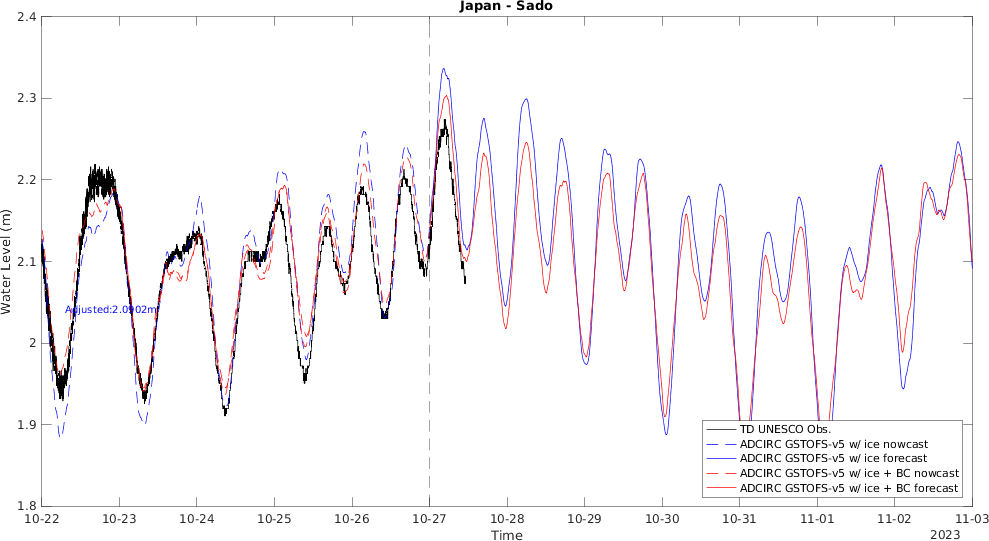 Japan - Sado
Water Level (m)
2.4
2.3
2.2
2.1
2
1.9
1.8
Adjusted:2.0902m
TD UNESCO Obs.
ADCIRC GSTOFS-v5 w/ ice nowcast
ADCIRC GSTOFS-v5 w/ ice forecast
ADCIRC GSTOFS-v5 w/ ice + BC nowcast
ADCIRC GSTOFS-v5 w/ ice + BC forecast
10-22 10-23 10-24 10-25 10-26 10-27 10-28 10-29 10-30 10-31 11-01 11-02 11-03
Time
2023